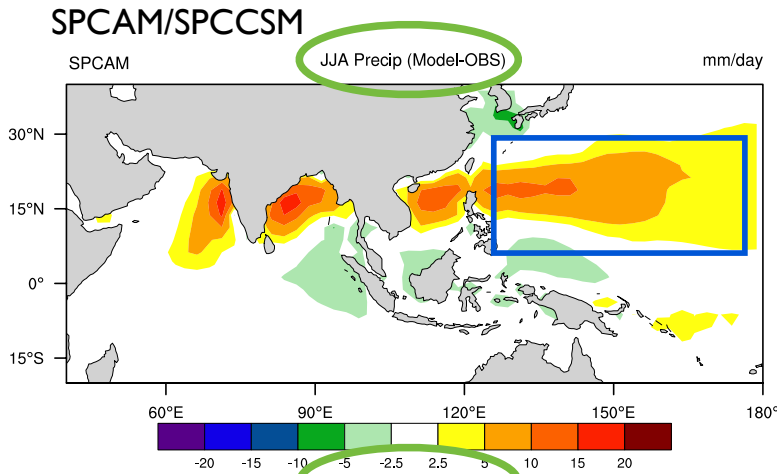 SPCAM/SPCCSM
SPCAM JJA Precip (Model-OBS) mm/day
30°N
15°N
0°
15°S
60°E 90°E 120°E 150°E 180°
-20 -15 -10 -5 -2.5 2.5 5 10 15 20